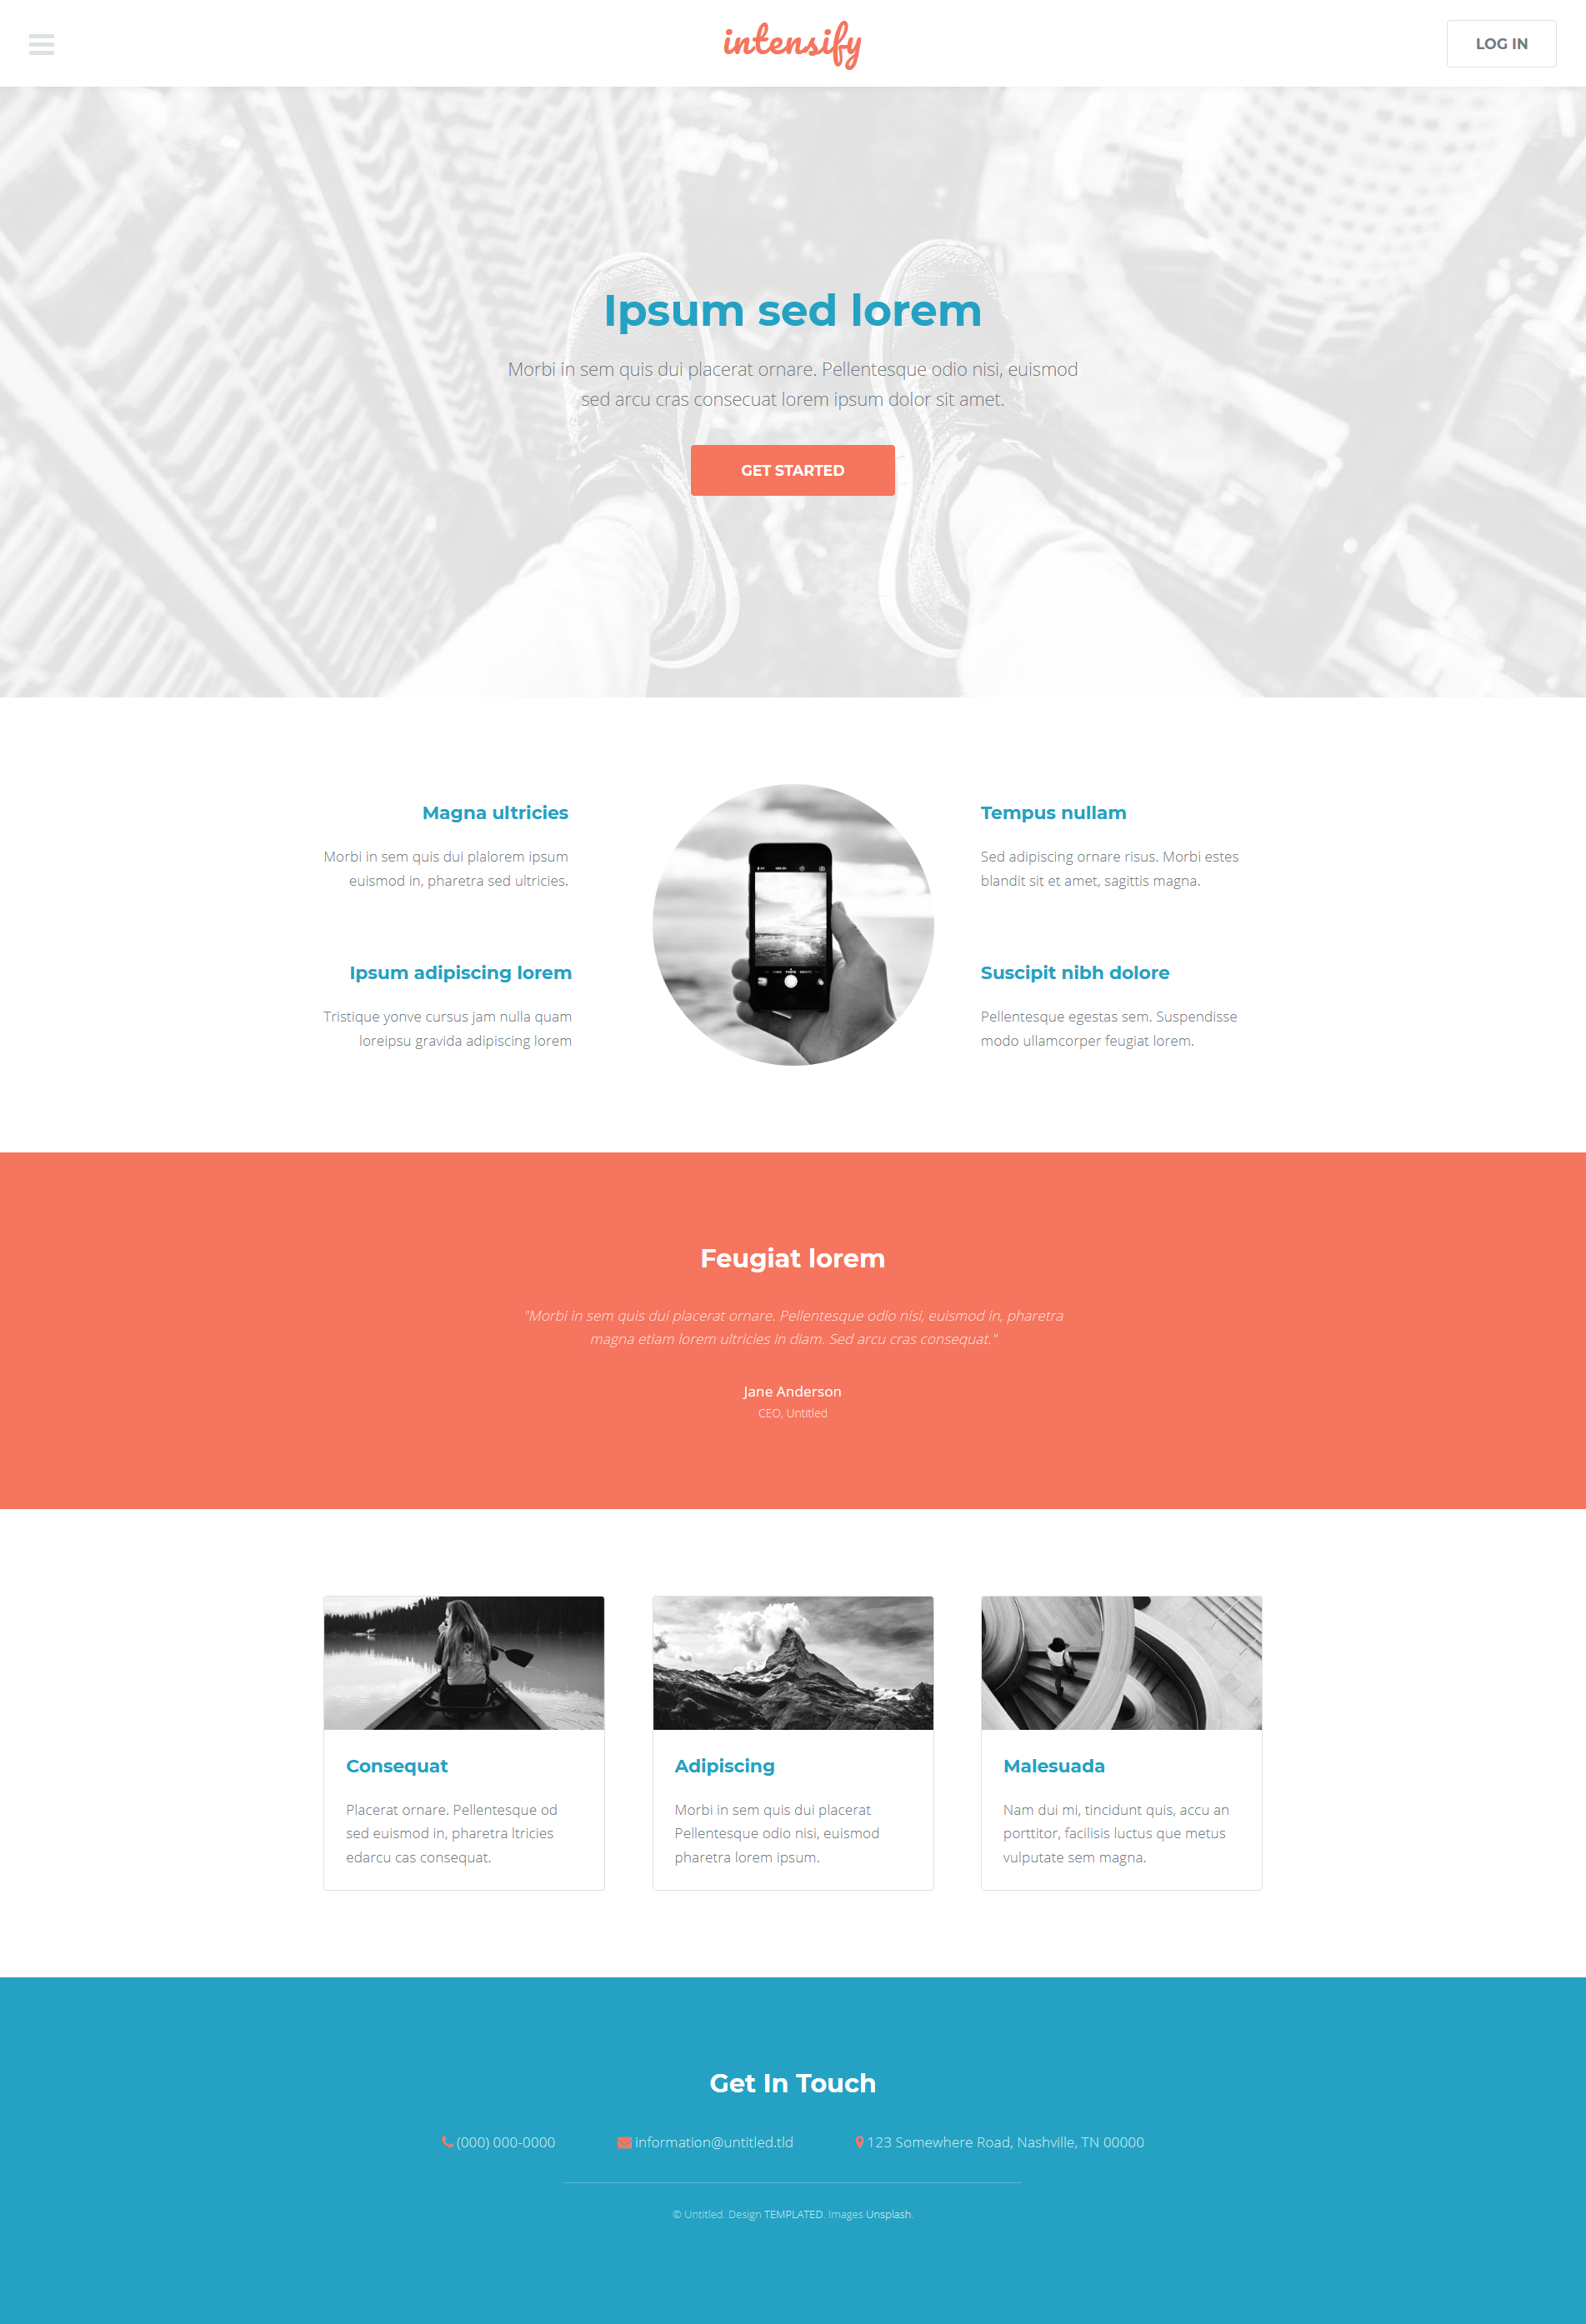 intensify
LOG IN
Ipsum sed lorem
Morbi in sem quis dui placerat ornare. Pellentesque odio nisi, euismod
sed arcu cras consecuat lorem ipsum dolor sit amet.
GET STARTED
Magna ultricies
Morbi in sem quis dui plalorem ipsum
euismod in, pharetra sed ultricies.
Ipsum adipiscing lorem
Tristique yonve cursus jam nulla quam
loreipsu gravida adipiscing lorem
Tempus nullam
Sed adipiscing ornare risus. Morbi estes
blandit sit et amet, sagittis magna.
Suscipit nibh dolore
Pellentesque egestas sem. Suspendisse
modo ullamcorper feugiat lorem.
Feugiat lorem
"Morbi in sem quis dui placerat ornare. Pellentesque odio nisi, euismod in, pharetra
magna etiam lorem ultricies in diam. Sed arcu cras consequat."
Jane Anderson
CEO, Untitled
Consequat
Placerat ornare. Pellentesque od
sed euismod in, pharetra ltricies
edarcu cas consequat.
Adipiscing
Morbi in sem quis dui placerat
Pellentesque odio nisi, euismod
pharetra lorem ipsum.
Malesuada
Nam dui mi, tincidunt quis, accu an
porttitor, facilisis luctus que metus
vulputate sem magna.
Get In Touch
(000) 000-0000
information@untitled.tld
123 Somewhere Road, Nashville, TN 00000
© Untitled. Design TEMPLATED. Images Unsplash.